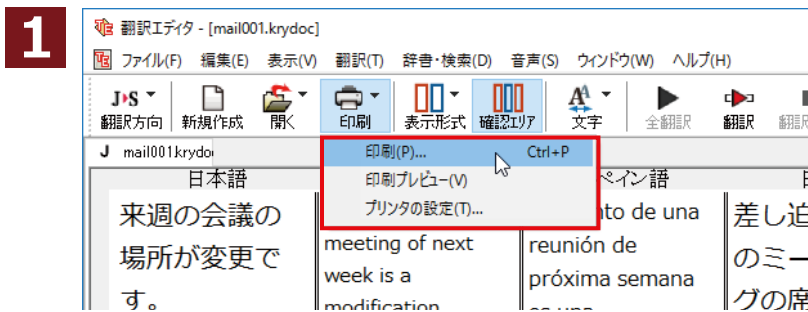 1
翻訳エディタ - [mail001.krydoc]
ファイル(F) 編集(E) 表示(V) 翻訳(T) 辞書・検索(D) 音声(S) ウィンドウ(W) ヘルプ(H)
J▸S 新規作成 開く 印刷 表示形式 確認エリア 文字 全翻訳 翻訳
翻訳方向
J mail001.krydo
印刷(P)... Ctrl+P
印刷プレビュー(V)
プリンタの設定(T)...
日本語
ペイン語
来週の会議の
場所が変更で
す。
meeting of next
week is a
modification
nto de una
reunión de
próxima semana
es una
差し迫
のミー
グの席